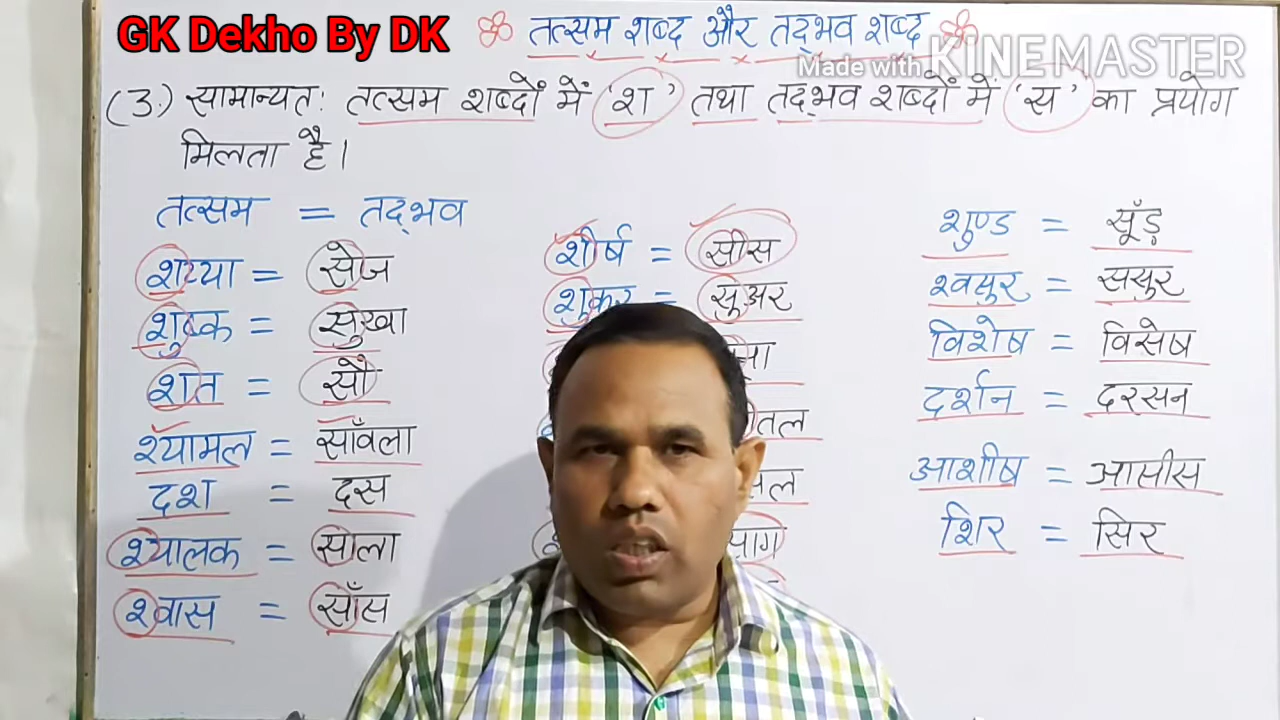 GK Dekho By DK
तत्सम शब्द और तद्भव शब्द
Made with KINEMASTER
(3.) सामान्यतः तत्सम शब्दों में 'श' तथा तद्भव शब्दों में 'स' का प्रयोग
मिलता है।
तत्सम = तद्भव
शय्या = सेज
शुष्क = सुखा
शत = सौ
श्यामल = साँवला
दश = दस
श्यालक = साला
श्वास = साँस
शीर्ष = सीस
शुकर = सुअर
शुण्ड = सूँड़
श्वसुर = ससुर
विशेष = विसेष
दर्शन = दरसन
आशीष = आसीस
शिर = सिर